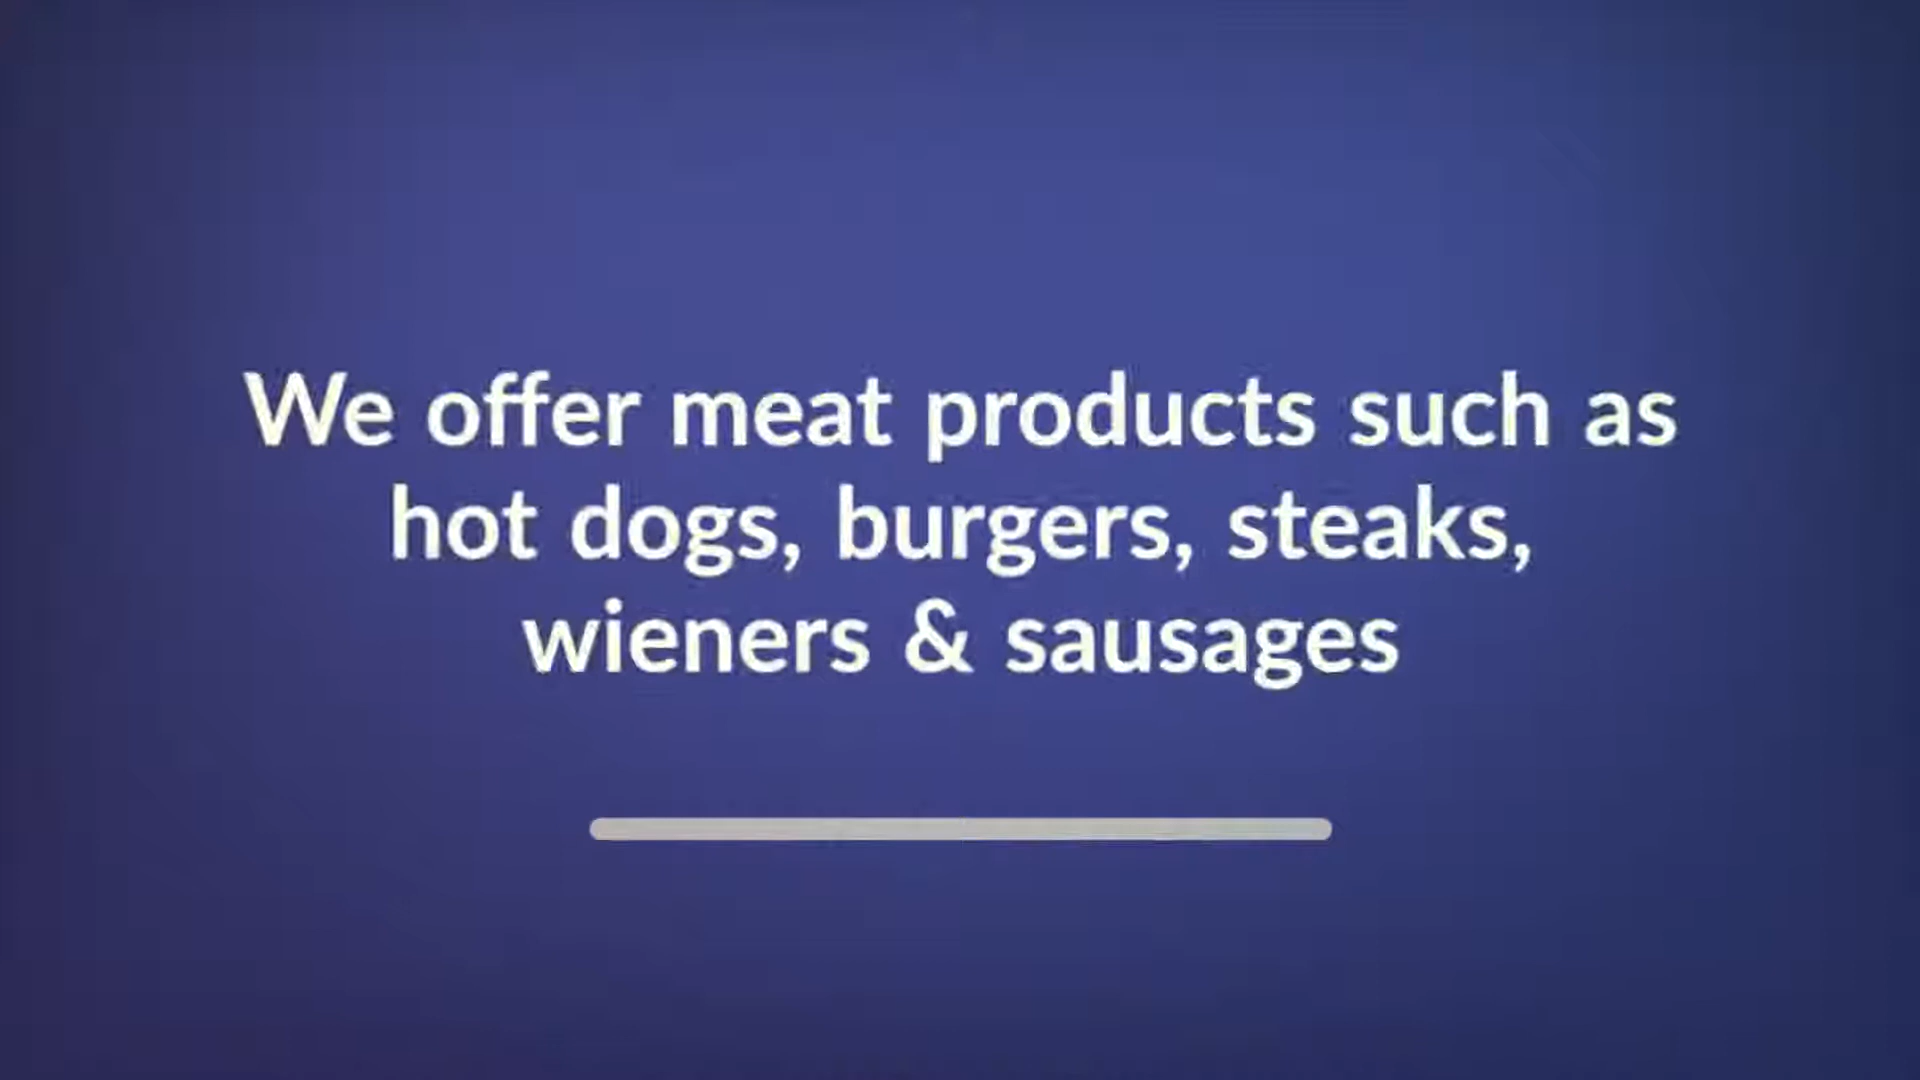 We offer meat products such as
hot dogs, burgers, steaks,
wieners & sausages